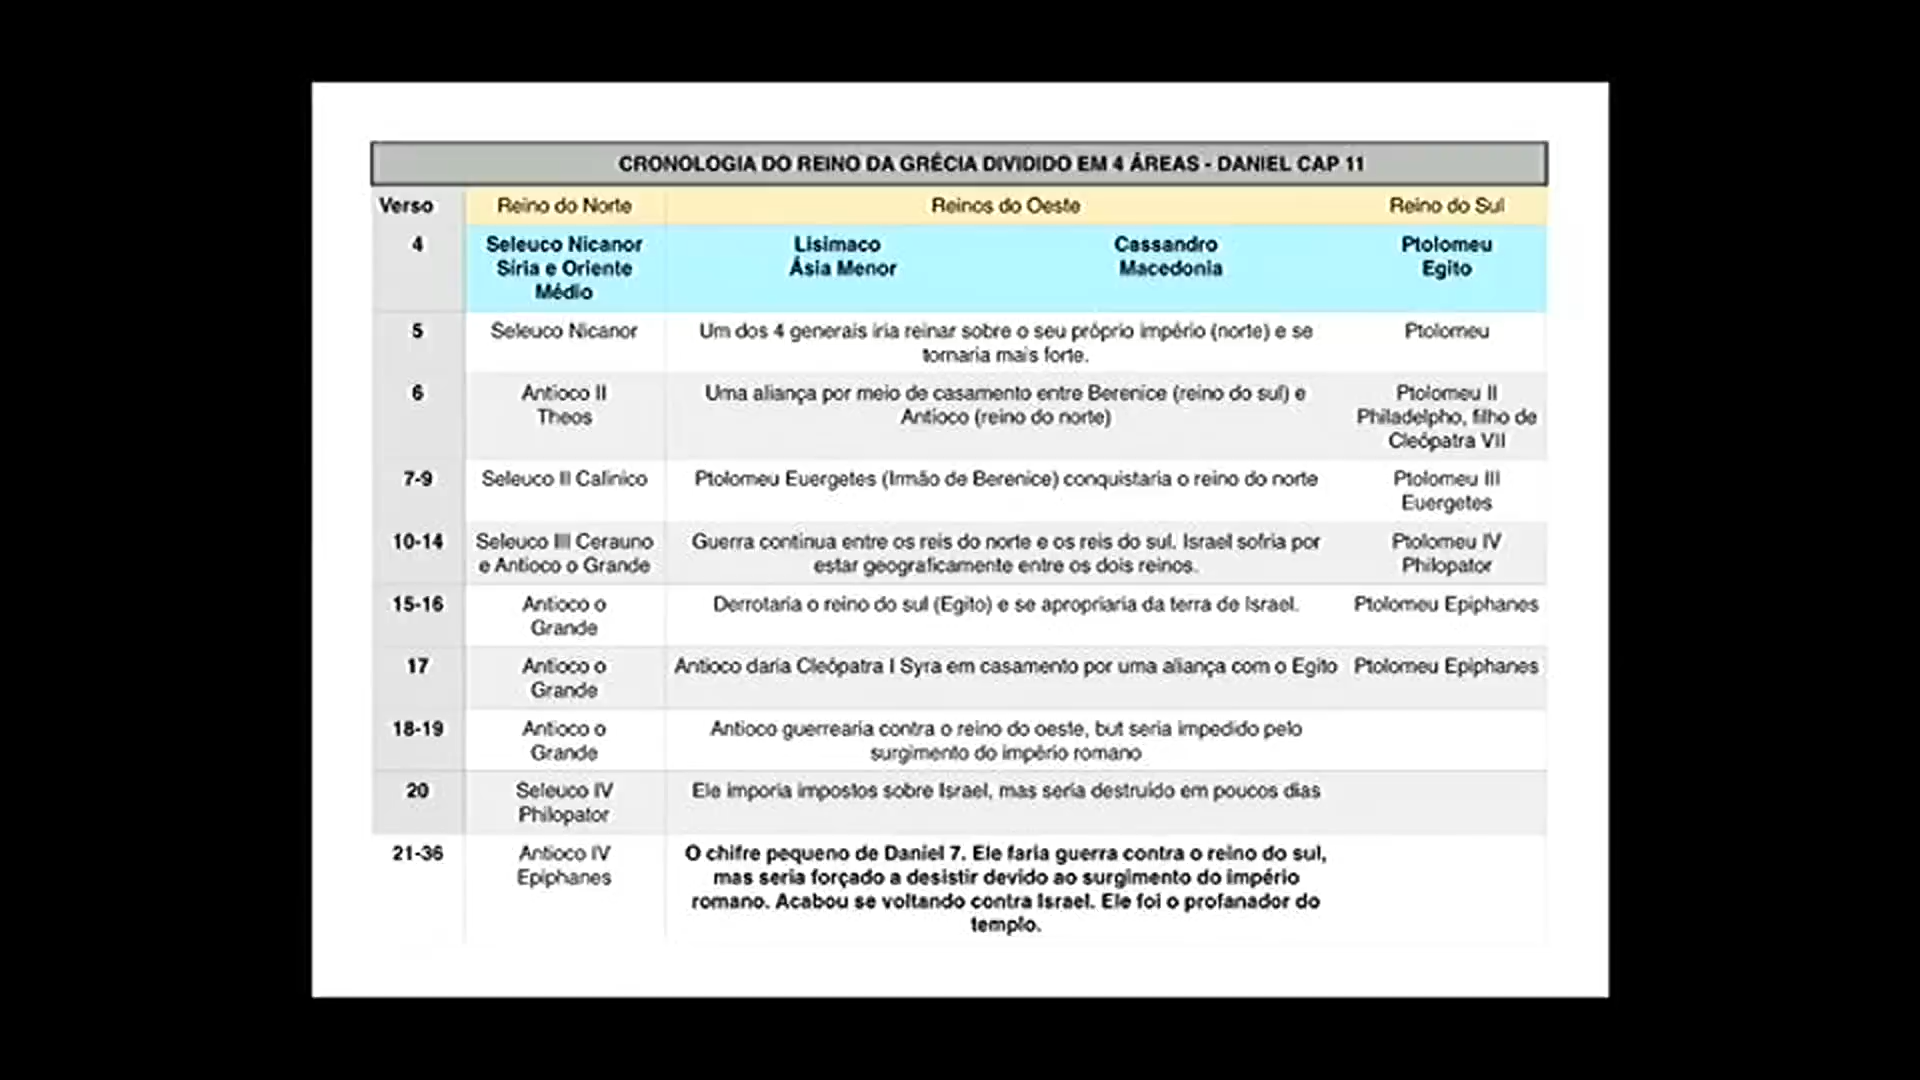 CRONOLOGIA DO REINO DA GRÉCIA DIVIDIDO EM 4 ÁREAS - DANIEL CAP 11
Verso Reino do Norte Reinos do Oeste Reino do Sul
4 Seleuco Nicanor Lisimaco Cassandro Ptolomeu
Síria e Oriente Ásia Menor Macedonia Egito
Médio
5 Seleuco Nicanor Um dos 4 generais iria reinar sobre o seu próprio império (norte) e se Ptolomeu
tornaria mais forte.
6 Antioco II Uma aliança por meio de casamento entre Berenice (reino do sul) e Ptolomeu II
Theos Antioco (reino do norte) Philadelpho, filho de
Cleópatra VII
7-9 Seleuco II Calinico Ptolomeu Euergetes (Irmão de Berenice) conquistaria o reino do norte Ptolomeu III
Euergetes
10-14 Seleuco III Cerauno Guerra continua entre os reis do norte e os reis do sul. Israel sofria por Ptolomeu IV
e Antioco o Grande estar geograficamente entre os dois reinos. Philopator
15-16 Antioco o Derrotaria o reino do sul (Egito) e se apropriaria da terra de Israel. Ptolomeu Epiphanes
Grande
17 Antioco o Antioco daria Cleópatra I Syra em casamento por uma aliança com o Egito Ptolomeu Epiphanes
Grande
18-19 Antioco o Antioco guerrearia contra o reino do oeste, but seria impedido pelo
Grande surgimento do império romano
20 Seleuco IV Ele imporia impostos sobre Israel, mas seria destruído em poucos dias
Philopator
21-36 Antioco IV O chifre pequeno de Daniel 7. Ele faria guerra contra o reino do sul,
Epiphanes mas seria forçado a desistir devido ao surgimento do império
romano. Acabou se voltando contra Israel. Ele foi o profanador do
templo.